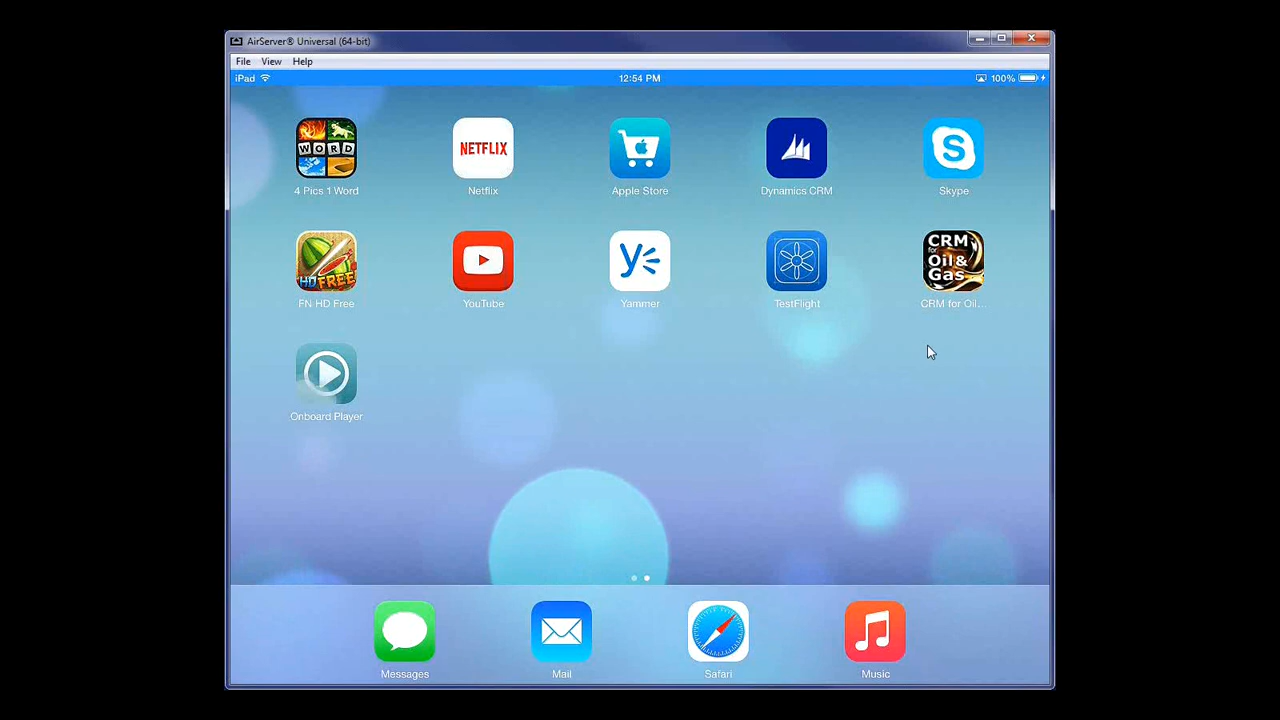 AirServer® Universal (64-bit)
File View Help
iPad 12:54 PM 100%
WORD NETFLIX S
4 Pics 1 Word Netflix Apple Store Dynamics CRM Skype
HD FREE y CRM for Oil& Gas
FN HD Free YouTube Yammer TestFlight CRM for Oil...
Onboard Player
Messages Mail Safari Music